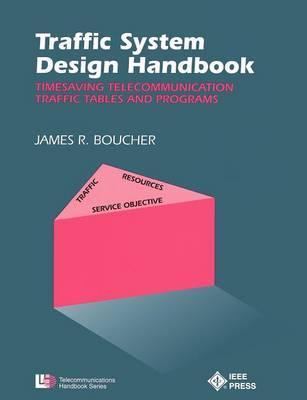 Traffic System
Design Handbook
TIMESAVING TELECOMMUNICATION
TRAFFIC TABLES AND PROGRAMS
JAMES R. BOUCHER
TRAFFIC
RESOURCES
SERVICE OBJECTIVE
Telecommunications
Handbook Series
IEEE
PRESS